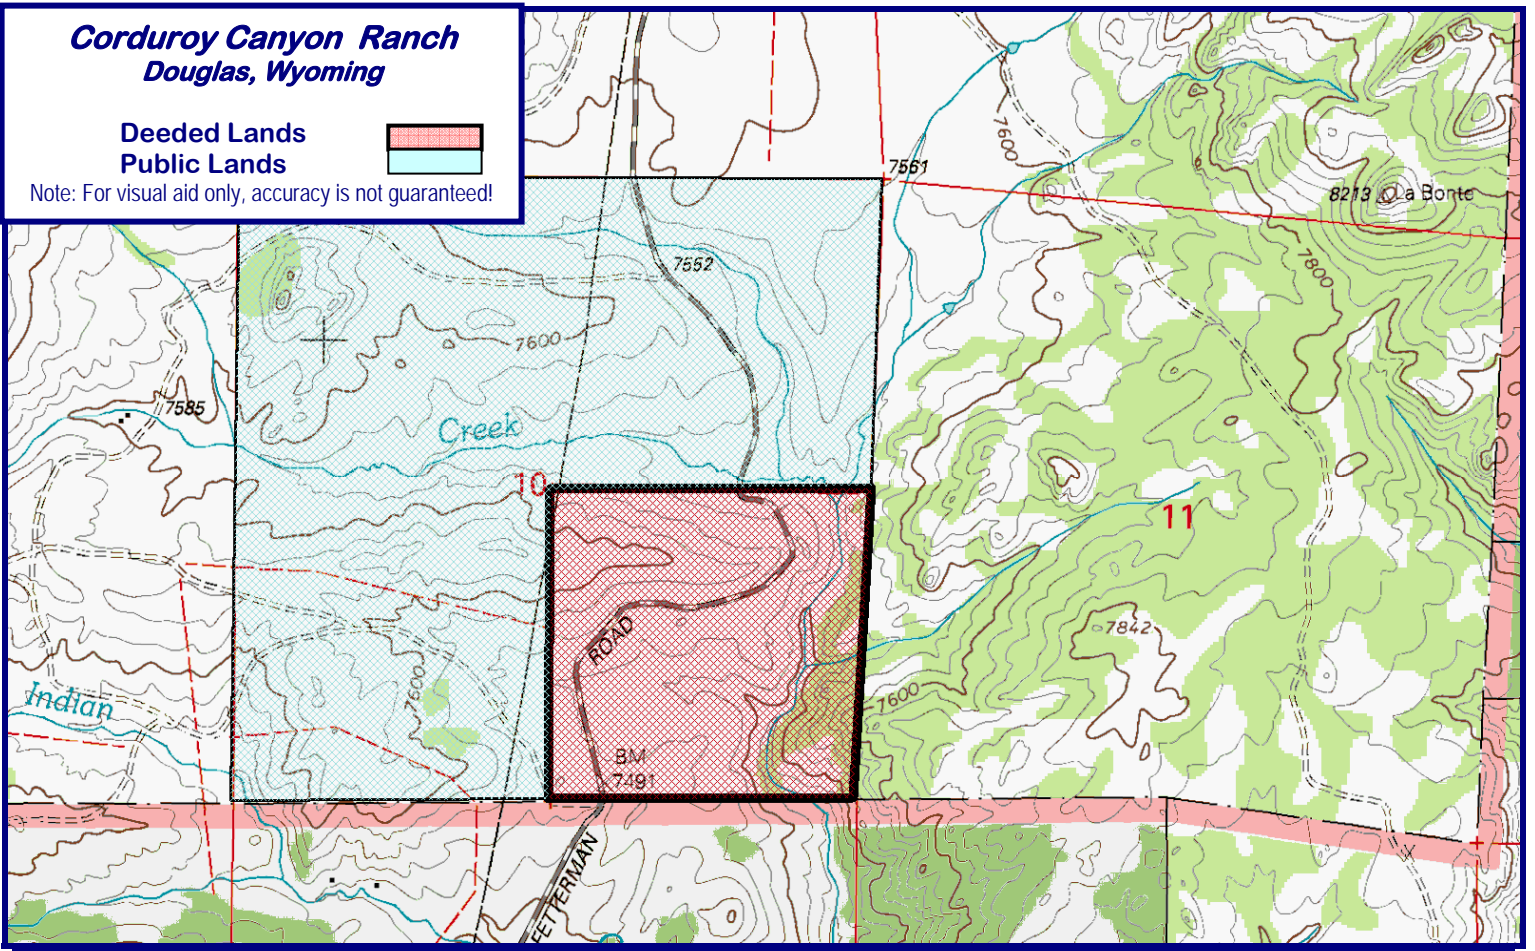 Corduroy Canyon Ranch
Douglas, Wyoming
Deeded Lands
Public Lands
Note: For visual aid only, accuracy is not guaranteed!
7561
7600
8213 La Bonte
7552
7800
7600
7585
Creek
10
11
ROAD
7842
7600
7600
Indian
BM
7491
FETTERMAN